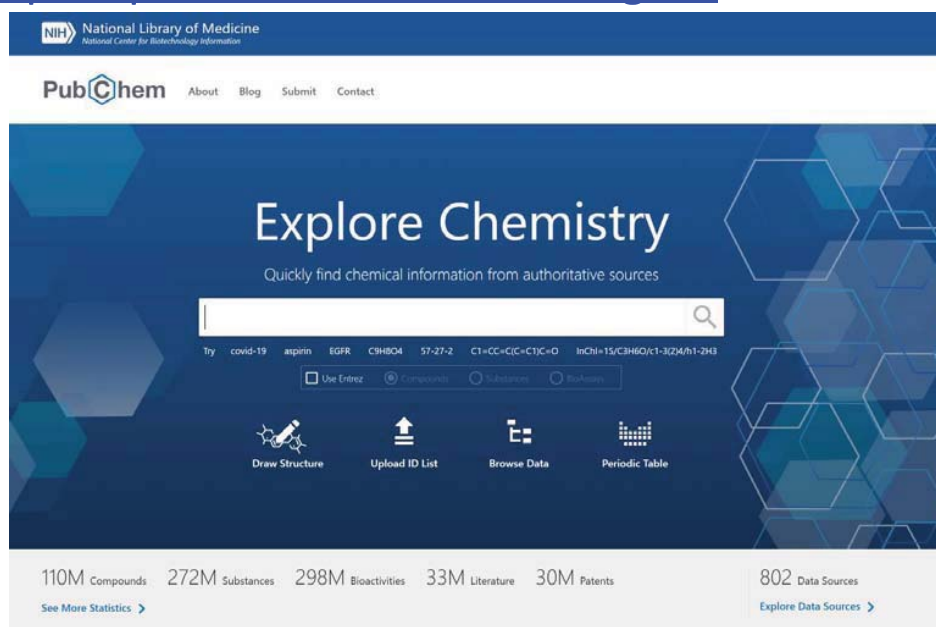 NIH National Library of Medicine
National Center for Biotechnology Information
PubChem About Blog Submit Contact
Explore Chemistry
Quickly find chemical information from authoritative sources
Try covid-19 aspirin EGFR C9H8O4 57-27-2 C1=CC=C(C=C1)C=O InChI=1S/C3H6O/c1-3(2)4/h1-2H3
Use Entrez Compounds Substances BioAssays
Draw Structure Upload ID List Browse Data Periodic Table
110M Compounds 272M Substances 298M Bioactivities 33M Literature 30M Patents 802 Data Sources
See More Statistics Explore Data Sources